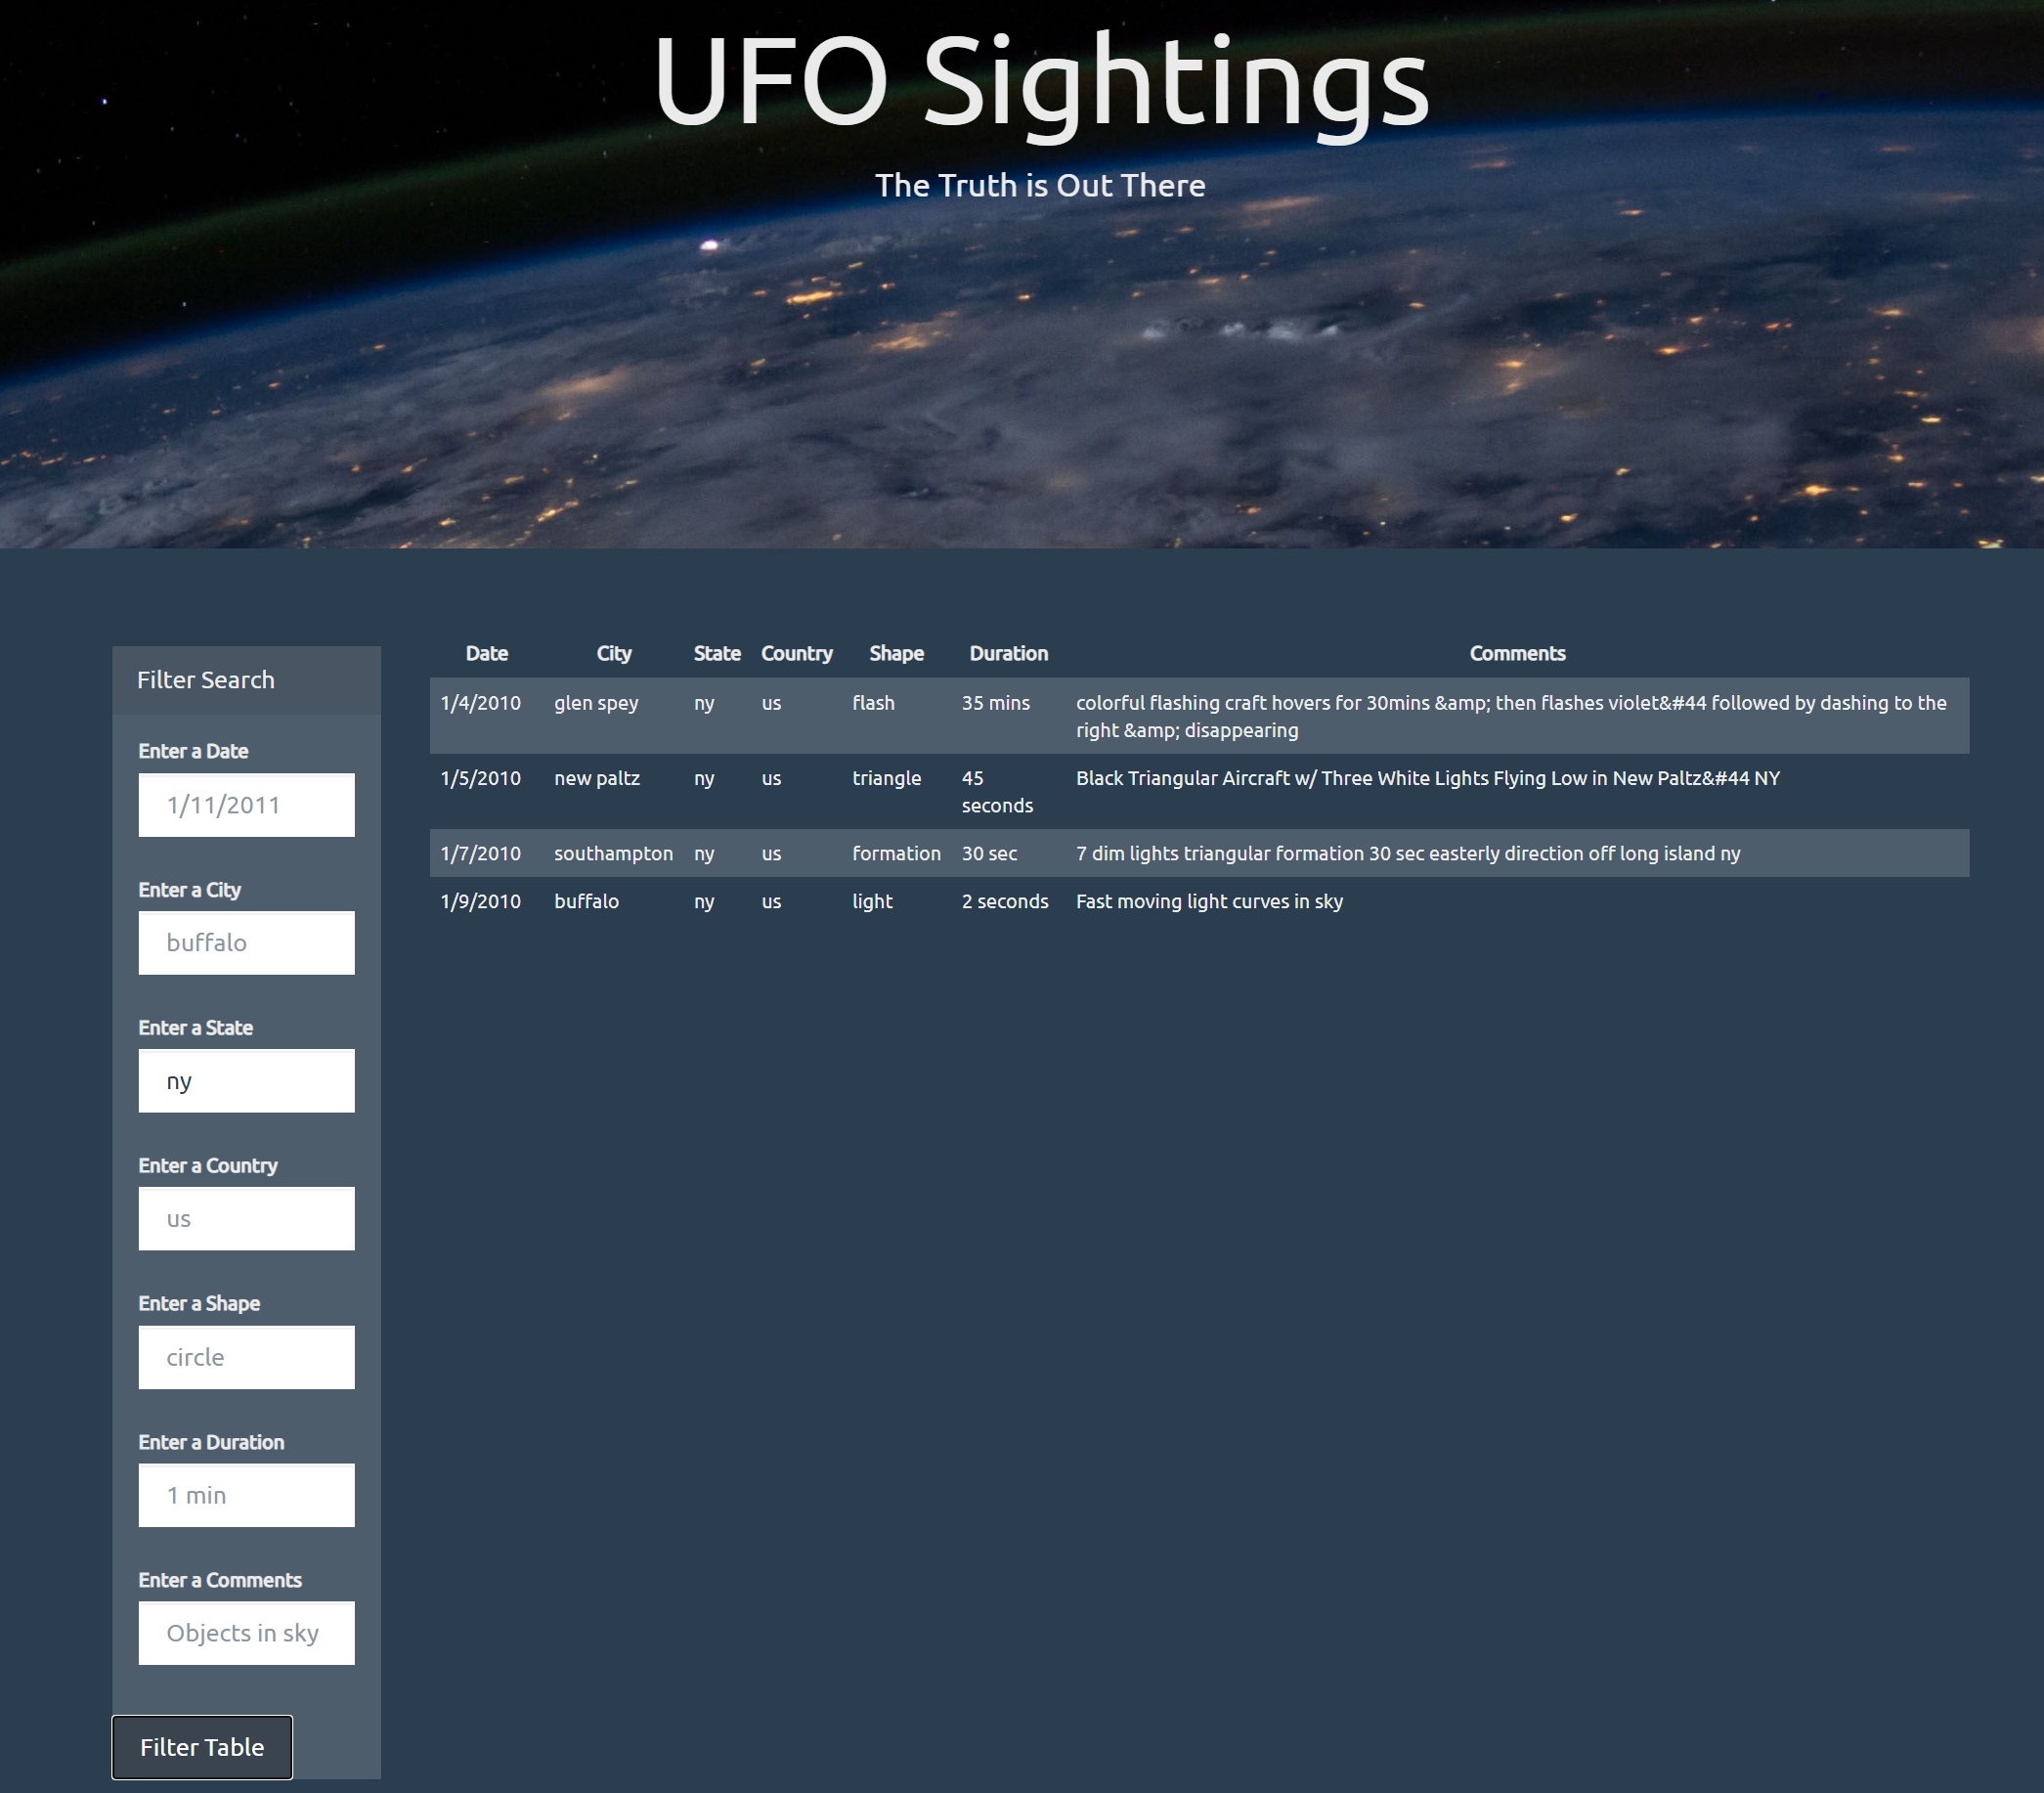 UFO Sightings
The Truth is Out There
Filter Search
Enter a Date
1/11/2011
Enter a City
buffalo
Enter a State
ny
Enter a Country
us
Enter a Shape
circle
Enter a Duration
1 min
Enter a Comments
Objects in sky
Filter Table
Date City State Country Shape Duration Comments
1/4/2010 glen spey ny us flash 35 mins colorful flashing craft hovers for 30mins &amp; then flashes violet&#44 followed by dashing to the
right &amp; disappearing
1/5/2010 new paltz ny us triangle 45 Black Triangular Aircraft w/ Three White Lights Flying Low in New Paltz&#44 NY
seconds
1/7/2010 southampton ny us formation 30 sec 7 dim lights triangular formation 30 sec easterly direction off long island ny
1/9/2010 buffalo ny us light 2 seconds Fast moving light curves in sky